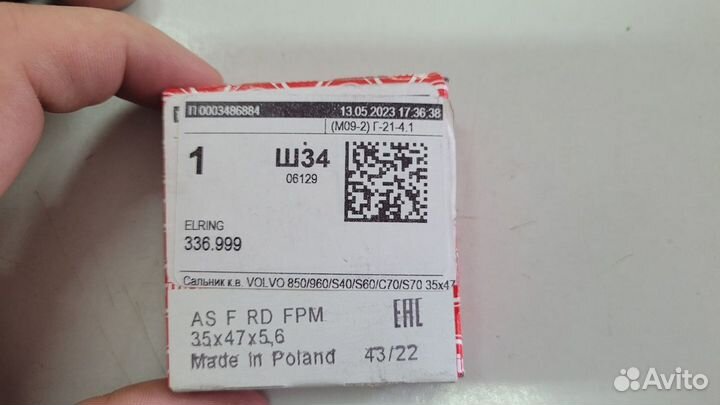 П 0003486884 13.05.2023 17:36:38
(М09-2) Г-21-4.1
1 Ш34
06129
ELRING
336.999
Сальник к.в. VOLVO 850/960/S40/S60/C70/S70 35x47
AS F RD FPM EAC
35x47x5,6
Made in Poland 43/22
Avito